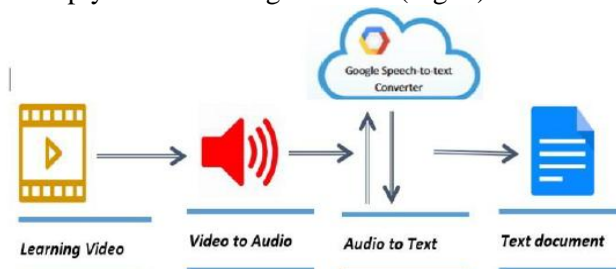 Google Speech-to-text
Converter
Learning Video
Video to Audio
Audio to Text
Text document